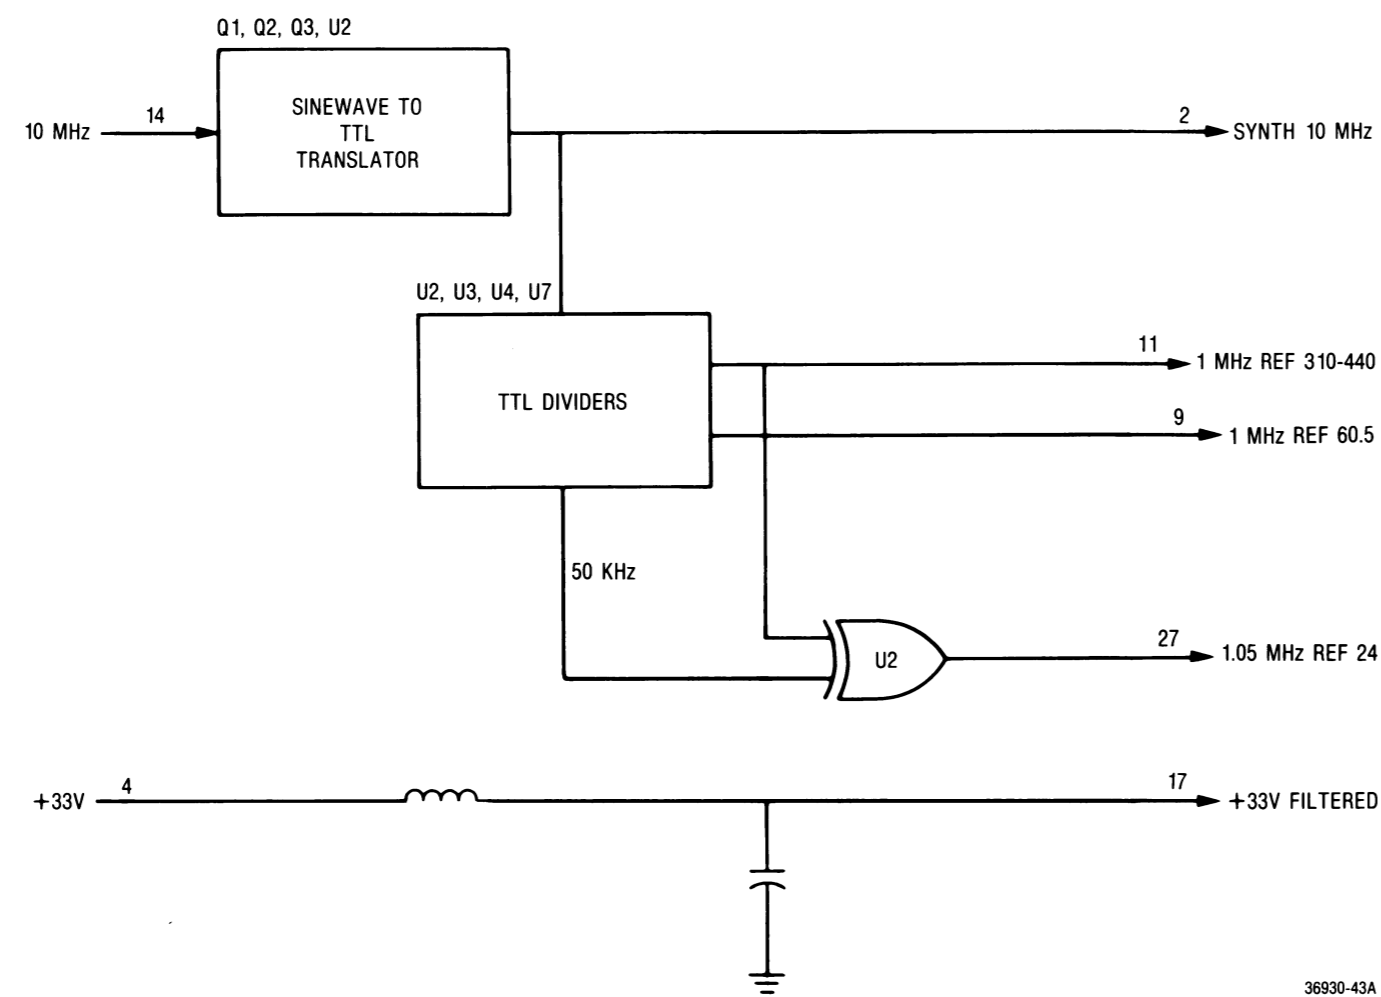 Q1, Q2, Q3, U2
SINEWAVE TO
TTL
TRANSLATOR
10 MHz
14
2
SYNTH 10 MHz
U2, U3, U4, U7
TTL DIVIDERS
11
1 MHz REF 310-440
9
1 MHz REF 60.5
50 KHz
U2
27
1.05 MHz REF 24
+33V
4
17
+33V FILTERED
36930-43A